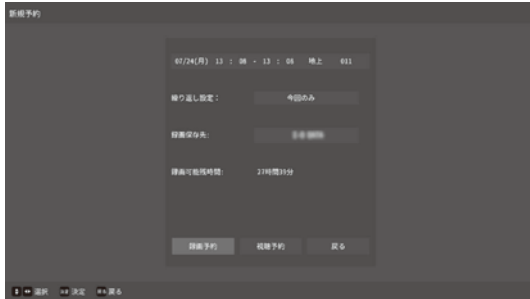 新規予約
07/24(月) 13 : 08 - 13 : 08 地上 011
繰り返し設定: 今回のみ
録画保存先:
録画可能残時間: 27時間35分
録画予約 視聴予約 戻る
選択 決定 戻る